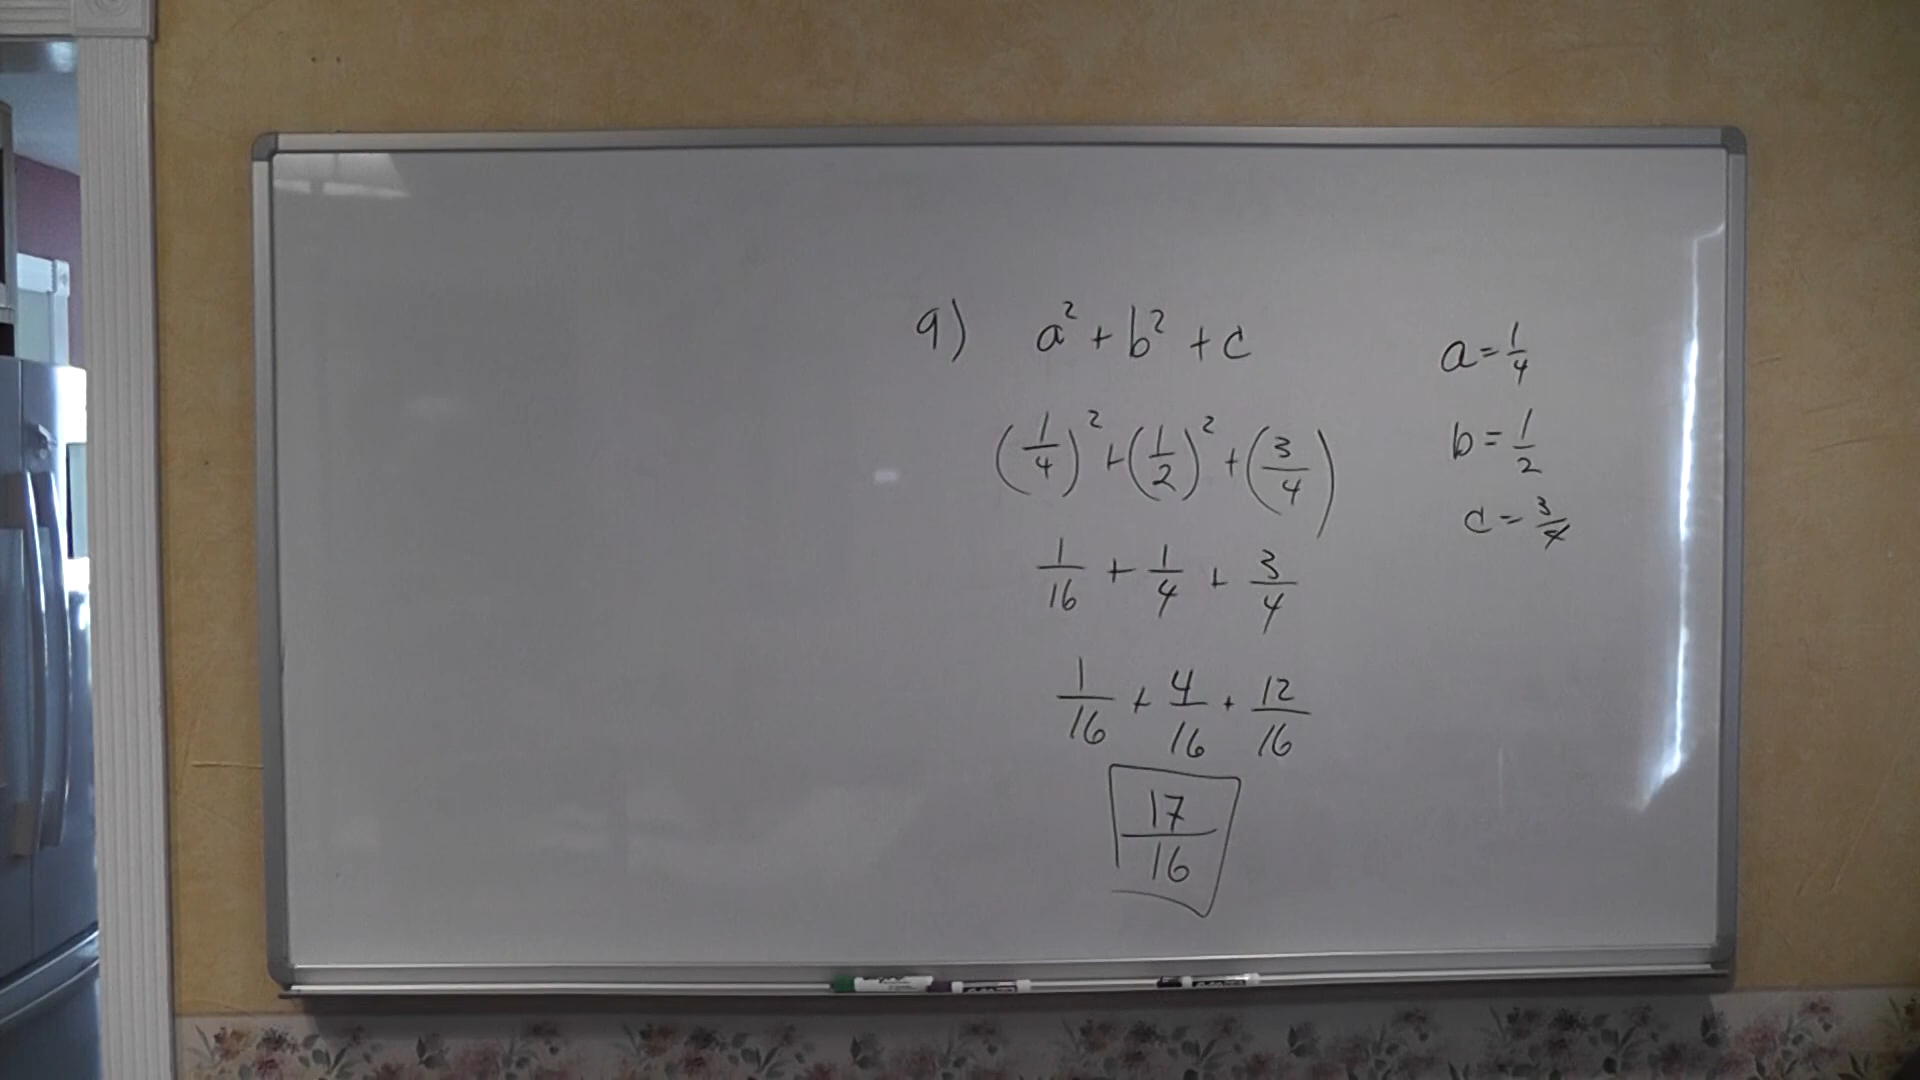 9) a² + b² + c
a = 1/4
(1/4)² + (1/2)² + (3/4)
b = 1/2
c = 3/4
1/16 + 1/4 + 3/4
1/16 + 4/16 + 12/16
17/16